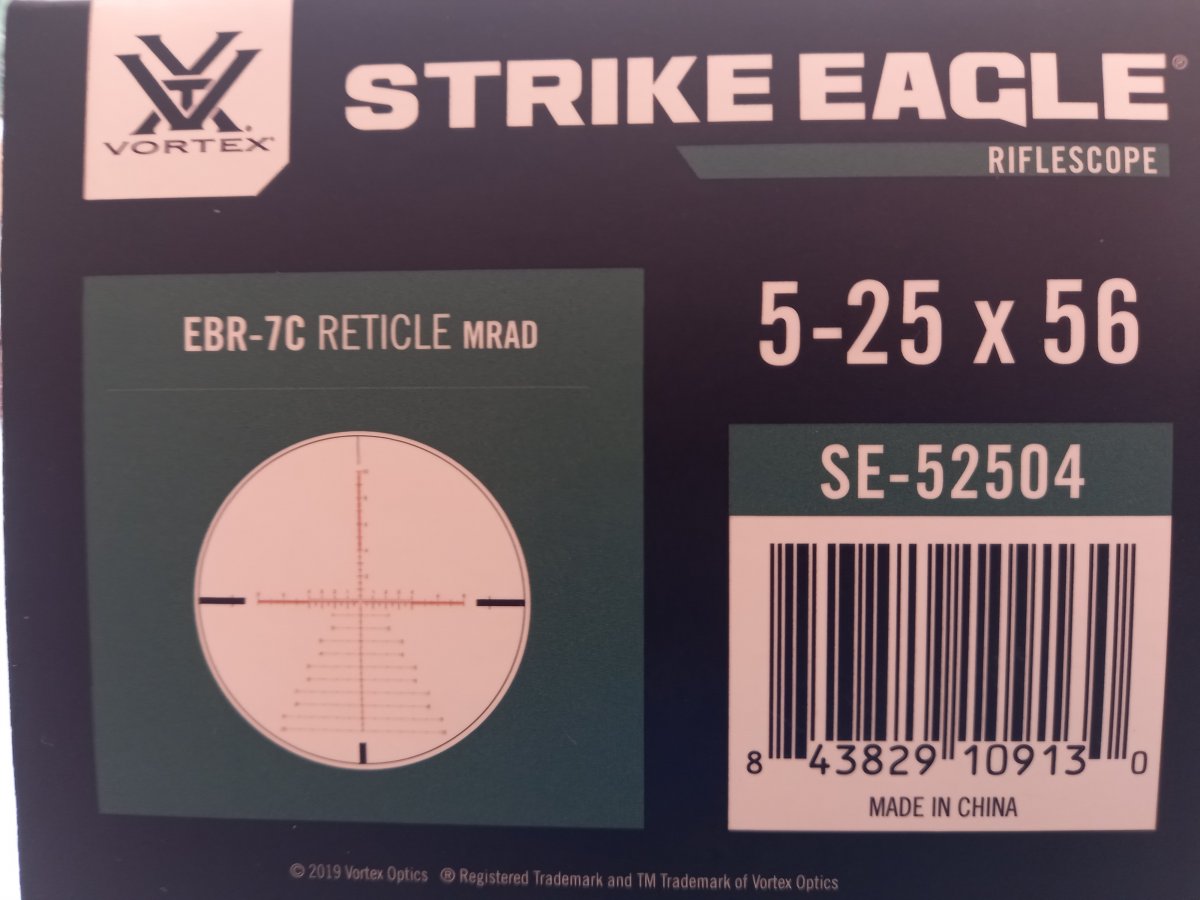 VORTEX®
STRIKE EAGLE®
RIFLESCOPE
EBR-7C RETICLE MRAD
5-25 x 56
SE-52504
8 43829 10913 0
MADE IN CHINA
© 2019 Vortex Optics ® Registered Trademark and TM Trademark of Vortex Optics